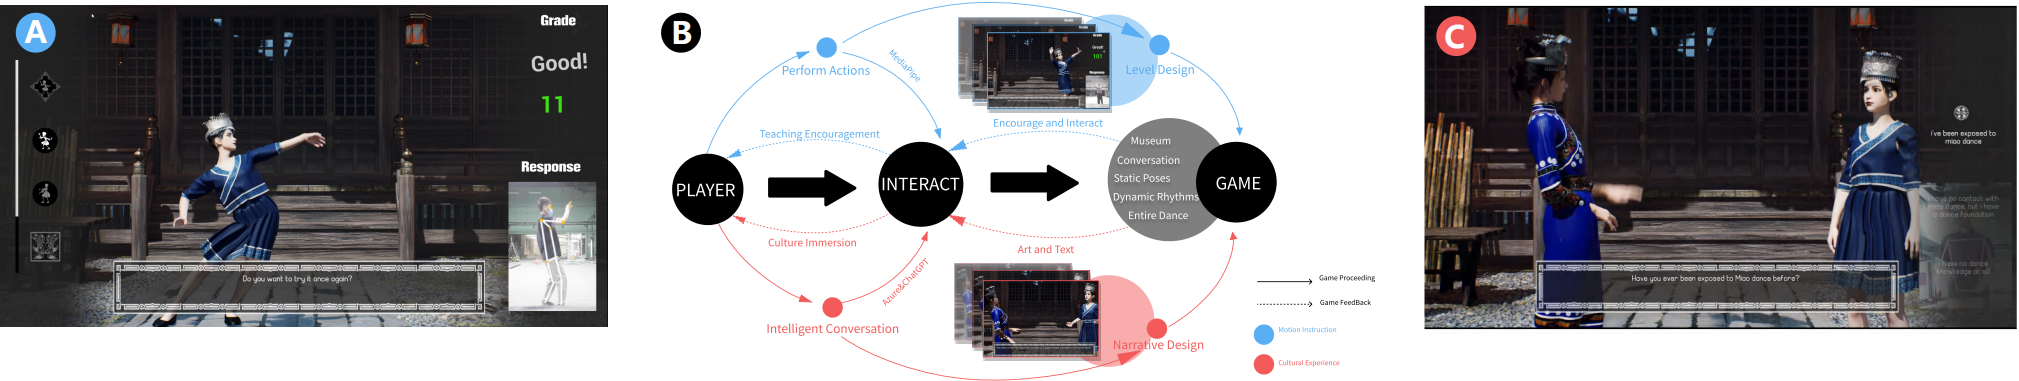 A
Grade
Good!
11
Response
Do you want to try it once again?
B
Perform Actions
MediaPipe
Level Design
Grade
Great!
101
Response
Teaching Encouragement
Encourage and Interact
PLAYER
INTERACT
Museum
Conversation
Static Poses
Dynamic Rhythms
Entire Dance
GAME
Culture Immersion
Art and Text
Azure&ChatGPT
Intelligent Conversation
Narrative Design
Game Proceeding
Game FeedBack
Motion Instruction
Cultural Experience
C
i've been exposed to
miao dance
i have no contact with
miao dance, but i have
a dance foundation
i have no dance
knowledge at all
Have you ever been exposed to Miao dance before?